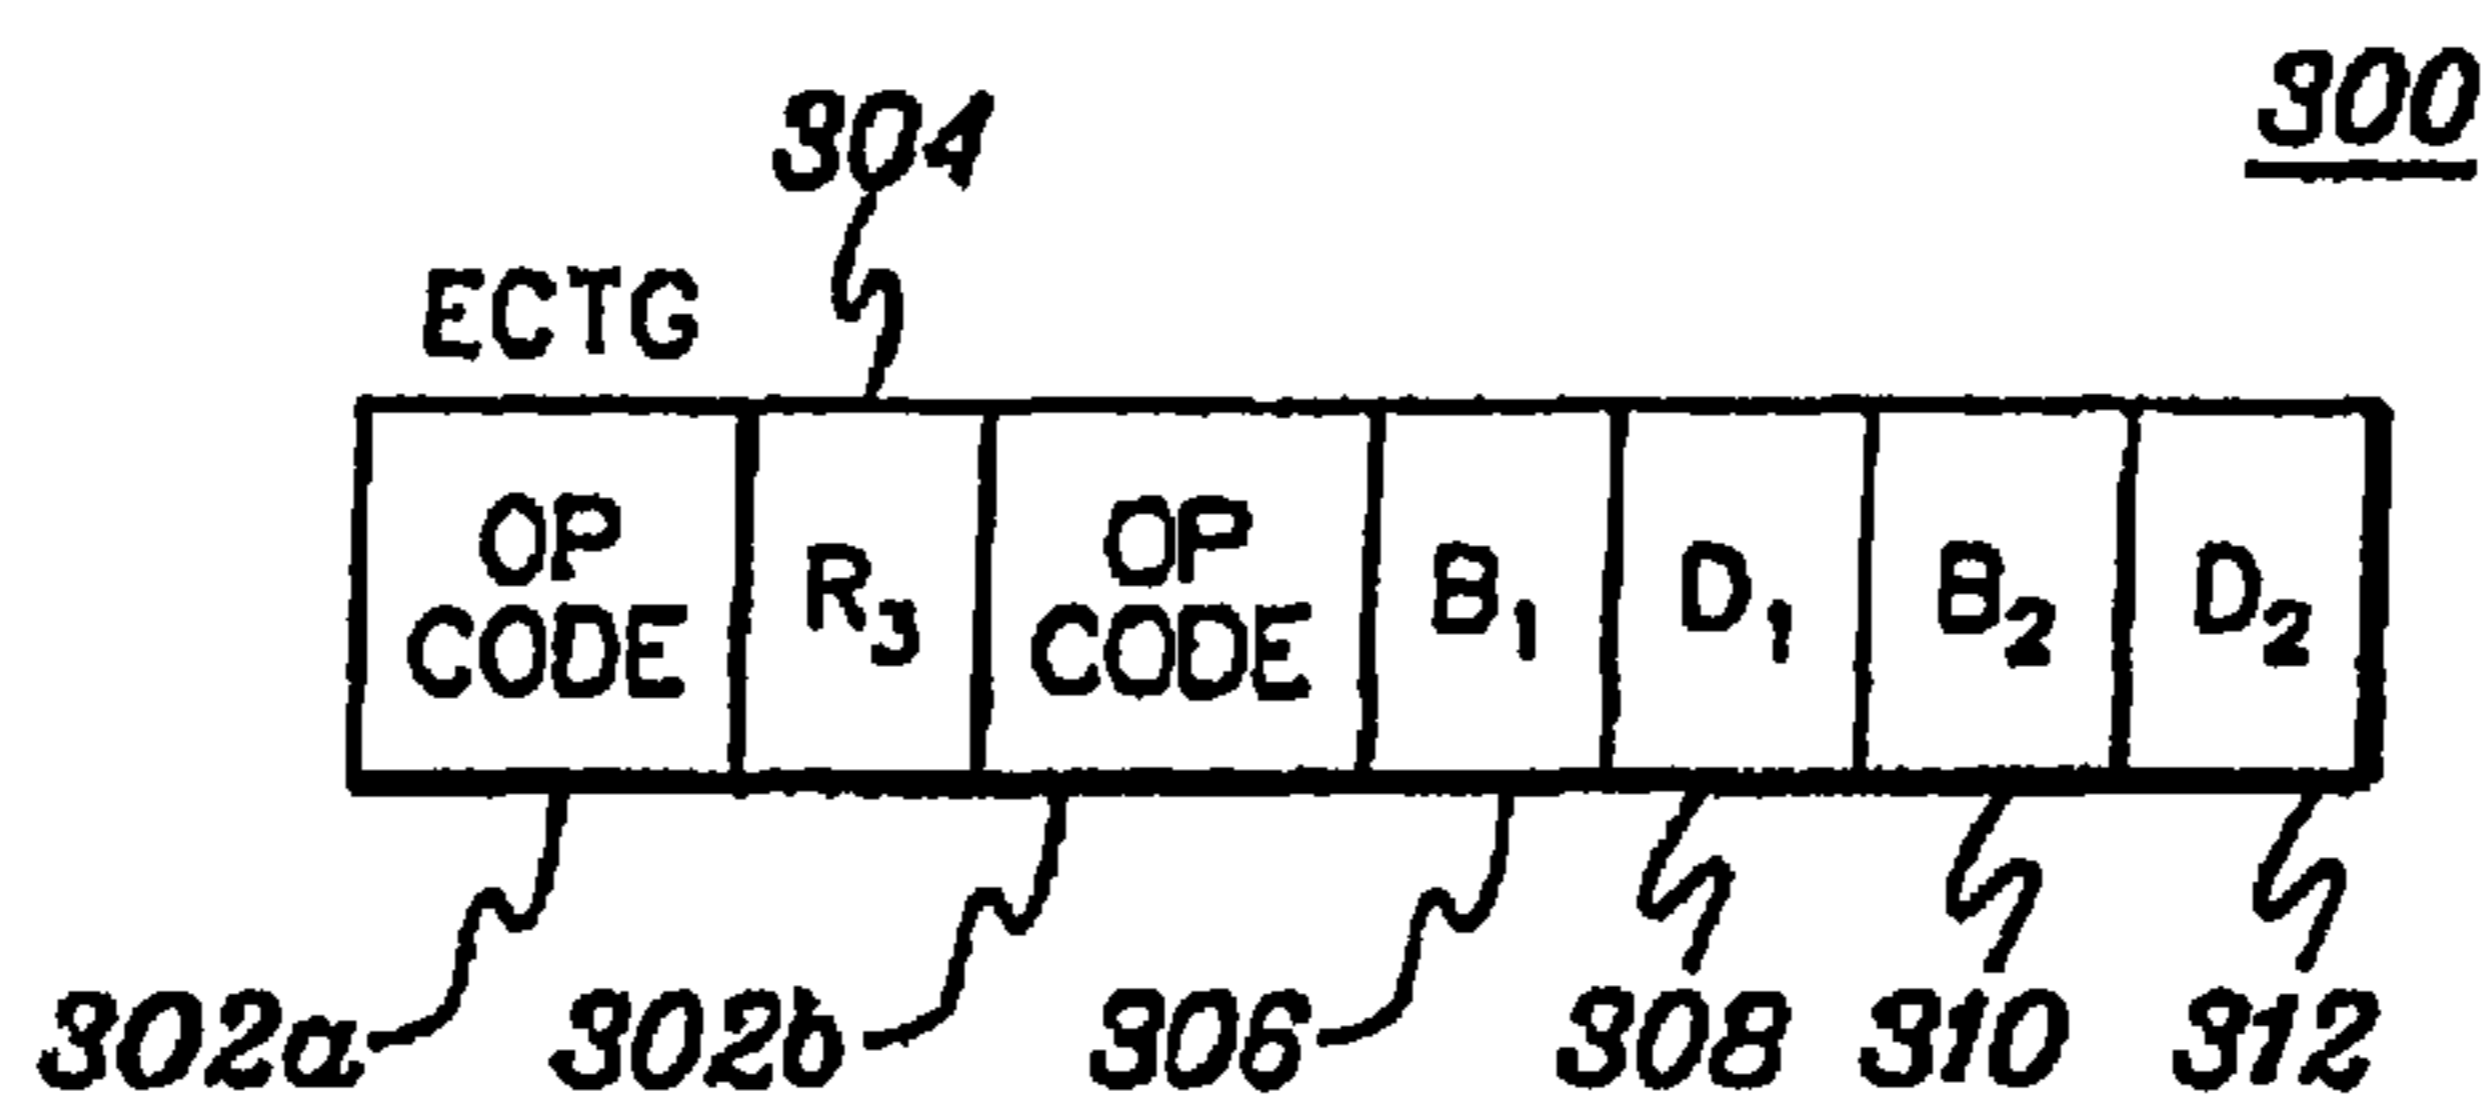 300
304
ECTG
OP CODE R₃ OP CODE B₁ D₁ B₂ D₂
302a 302b 306 308 310 312